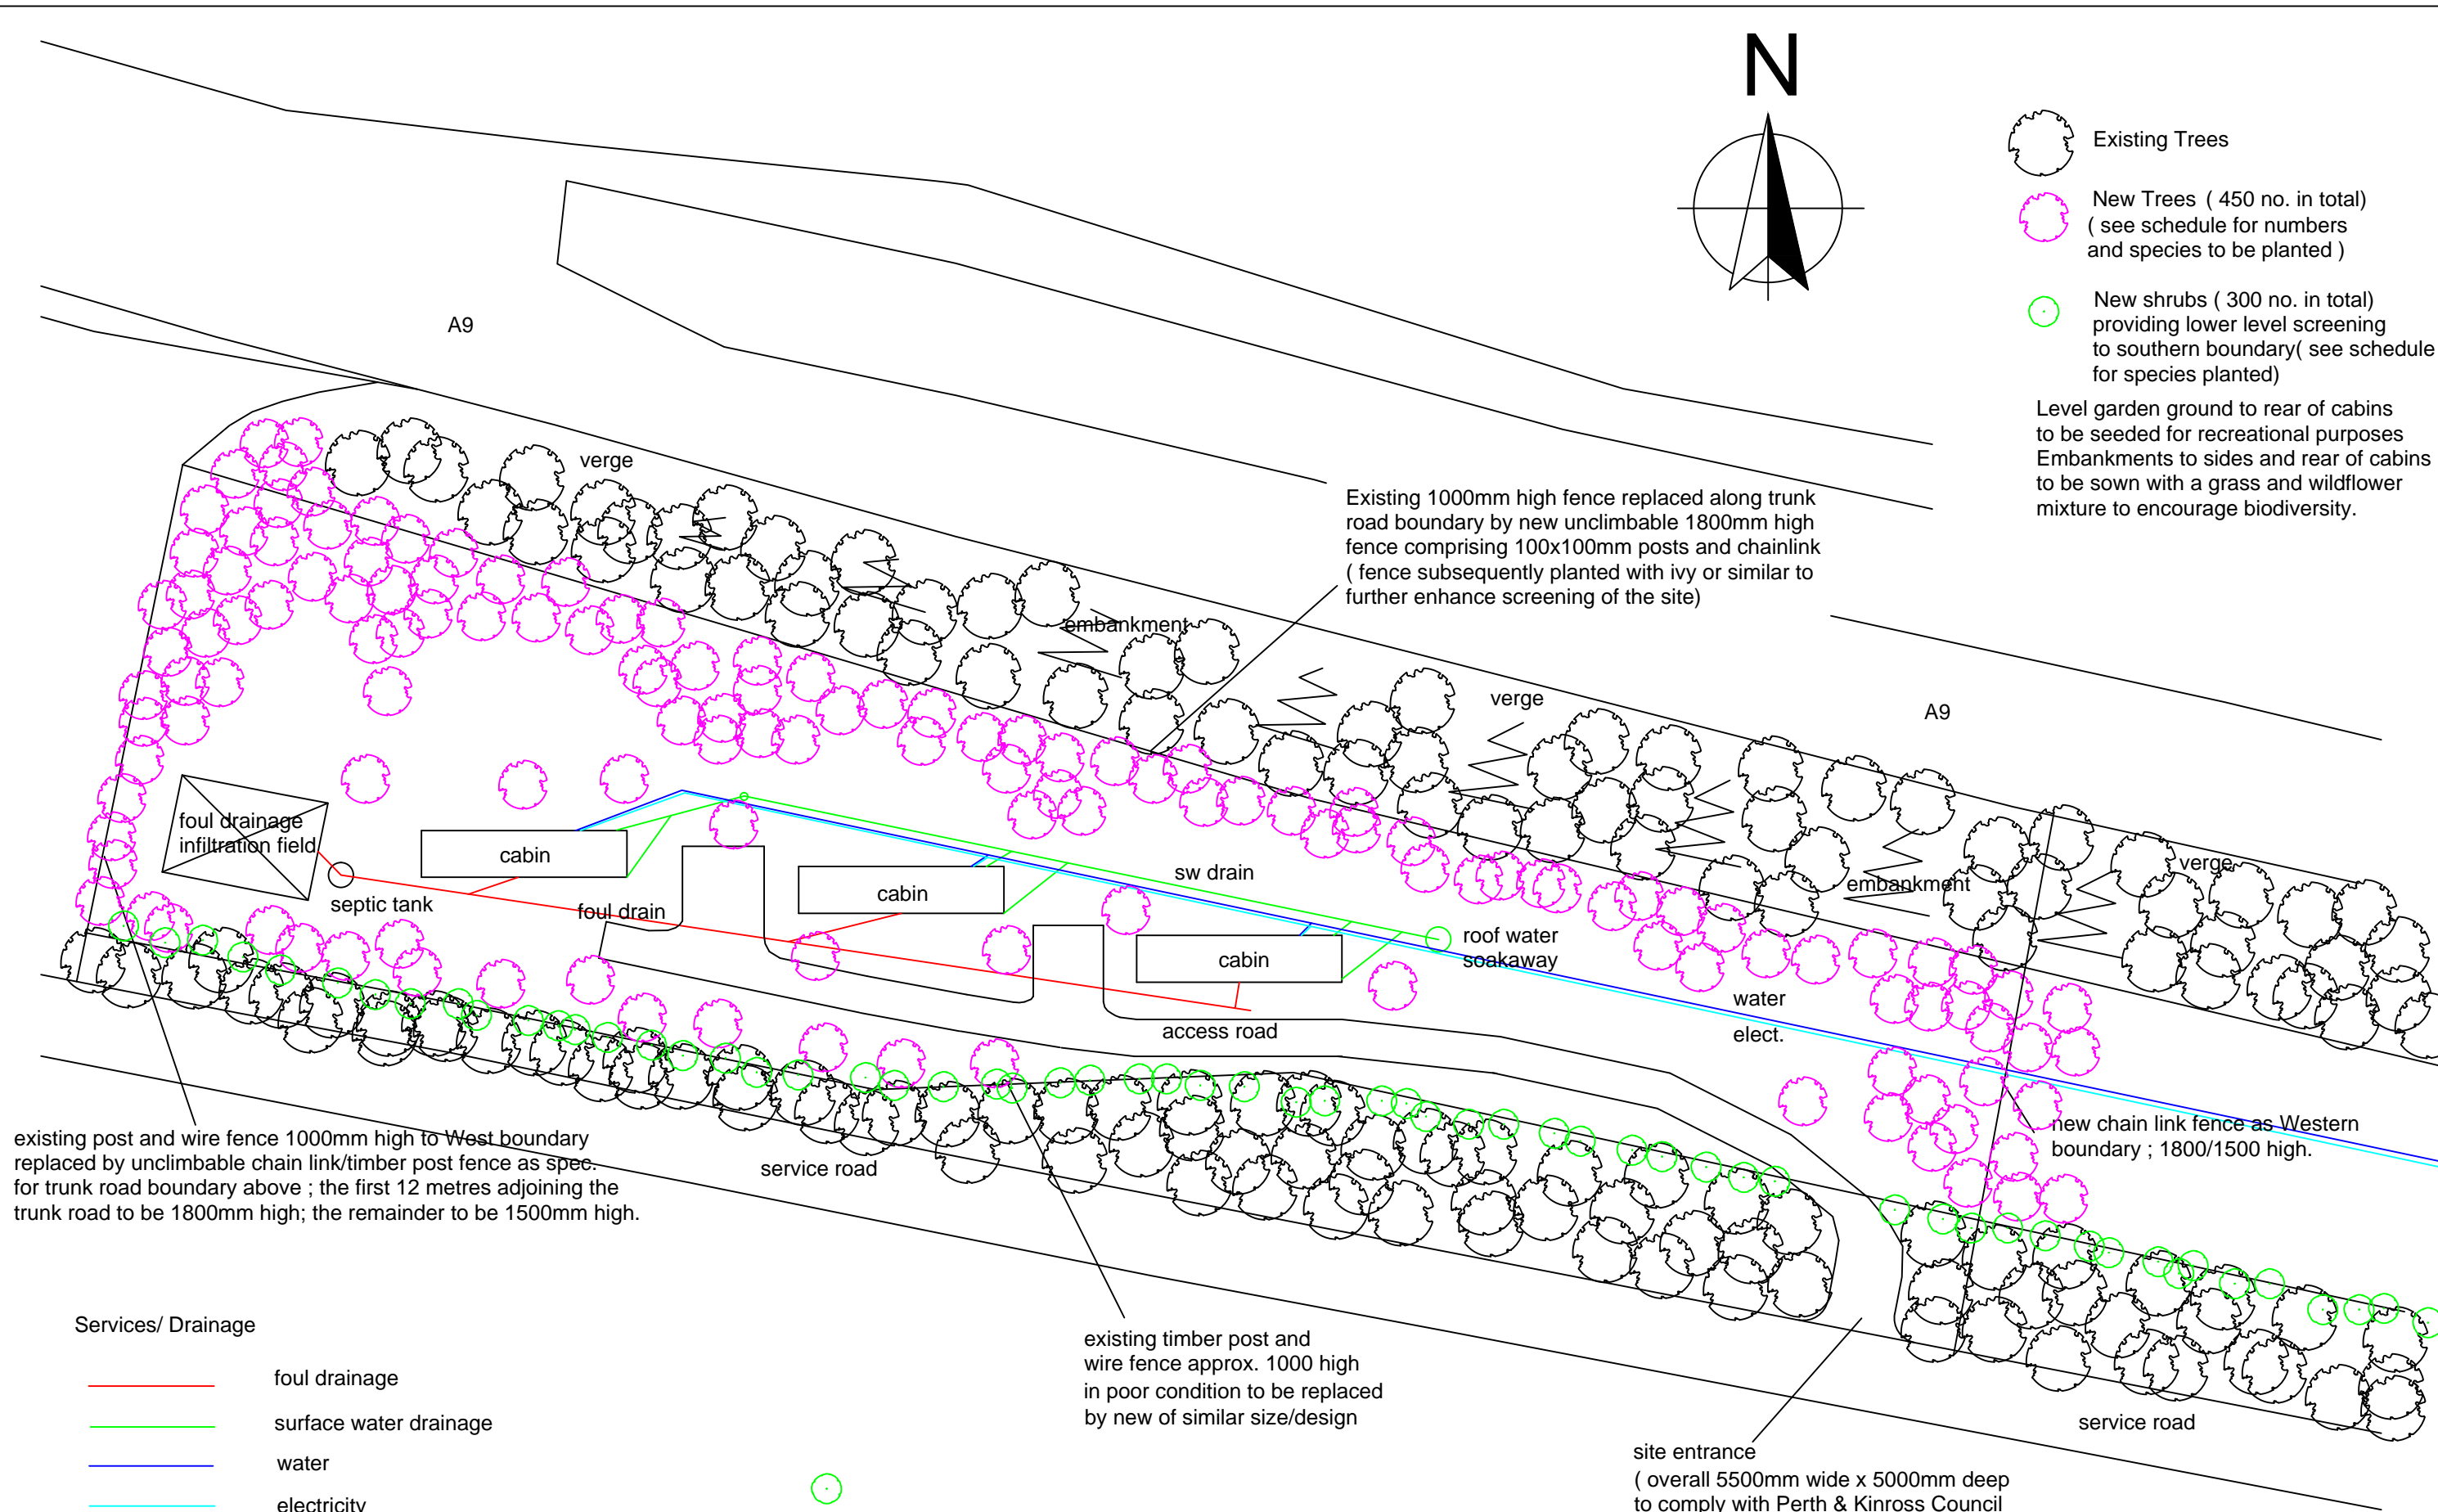 N
Existing Trees
New Trees ( 450 no. in total)
( see schedule for numbers
and species to be planted )
New shrubs ( 300 no. in total)
providing lower level screening
to southern boundary( see schedule
for species planted)
Level garden ground to rear of cabins
to be seeded for recreational purposes
Embankments to sides and rear of cabins
to be sown with a grass and wildflower
mixture to encourage biodiversity.
A9
verge
Existing 1000mm high fence replaced along trunk
road boundary by new unclimbable 1800mm high
fence comprising 100x100mm posts and chainlink
( fence subsequently planted with ivy or similar to
further enhance screening of the site)
embankment
verge
A9
foul drainage
infiltration field
cabin
septic tank
foul drain
cabin
sw drain
embankment
verge
roof water
soakaway
cabin
water
elect.
access road
new chain link fence as Western
boundary ; 1800/1500 high.
existing post and wire fence 1000mm high to West boundary
replaced by unclimbable chain link/timber post fence as spec.
for trunk road boundary above ; the first 12 metres adjoining the
trunk road to be 1800mm high; the remainder to be 1500mm high.
service road
Services/ Drainage
foul drainage
surface water drainage
water
electricity
existing timber post and
wire fence approx. 1000 high
in poor condition to be replaced
by new of similar size/design
service road
site entrance
( overall 5500mm wide x 5000mm deep
to comply with Perth & Kinross Council